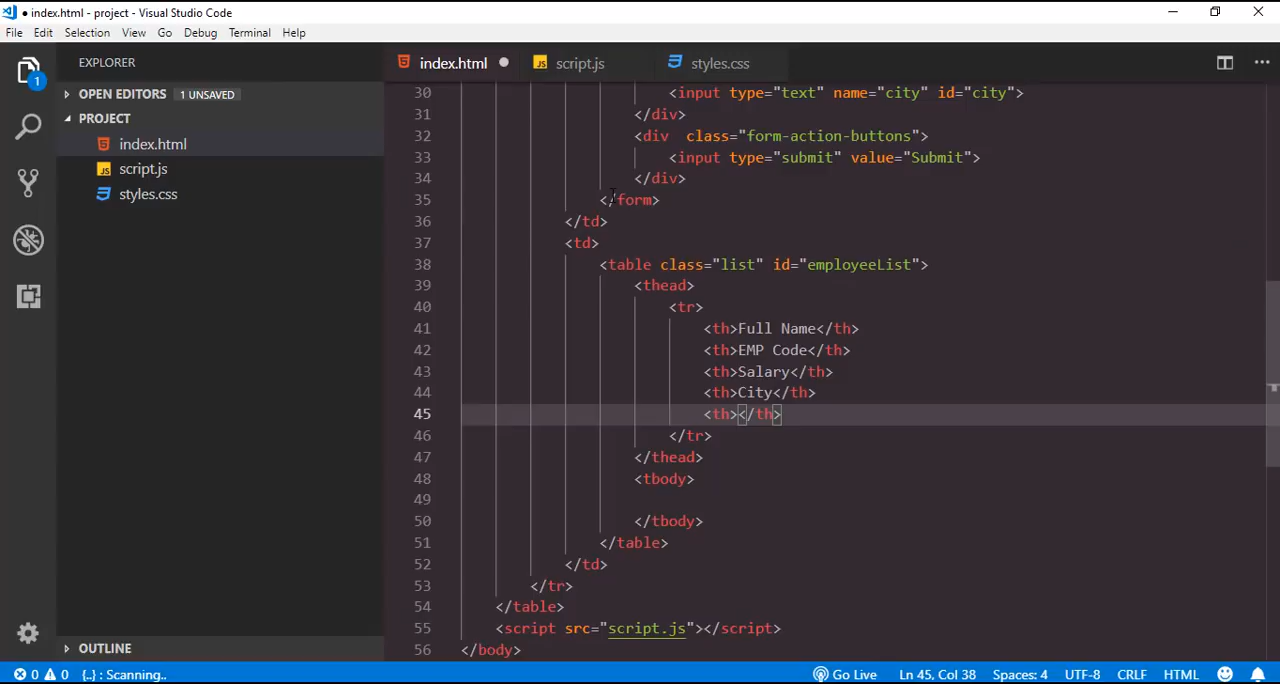 ● index.html - project - Visual Studio Code
File Edit Selection View Go Debug Terminal Help
EXPLORER
OPEN EDITORS 1 UNSAVED
PROJECT
index.html
JS script.js
styles.css
OUTLINE
1
index.html ● JS script.js styles.css
30 <input type="text" name="city" id="city">
31 </div>
32 <div  class="form-action-buttons">
33 <input type="submit" value="Submit">
34 </div>
35 </form>
36 </td>
37 <td>
38 <table class="list" id="employeeList">
39 <thead>
40 <tr>
41 <th>Full Name</th>
42 <th>EMP Code</th>
43 <th>Salary</th>
44 <th>City</th>
45 <th></th>
46 </tr>
47 </thead>
48 <tbody>
49
50 </tbody>
51 </table>
52 </td>
53 </tr>
54 </table>
55 <script src="script.js"></script>
56 </body>
0 0 {..} : Scanning.. Go Live Ln 45, Col 38 Spaces: 4 UTF-8 CRLF HTML